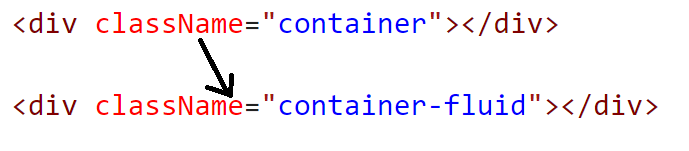 <div className="container"></div>
<div className="container-fluid"></div>